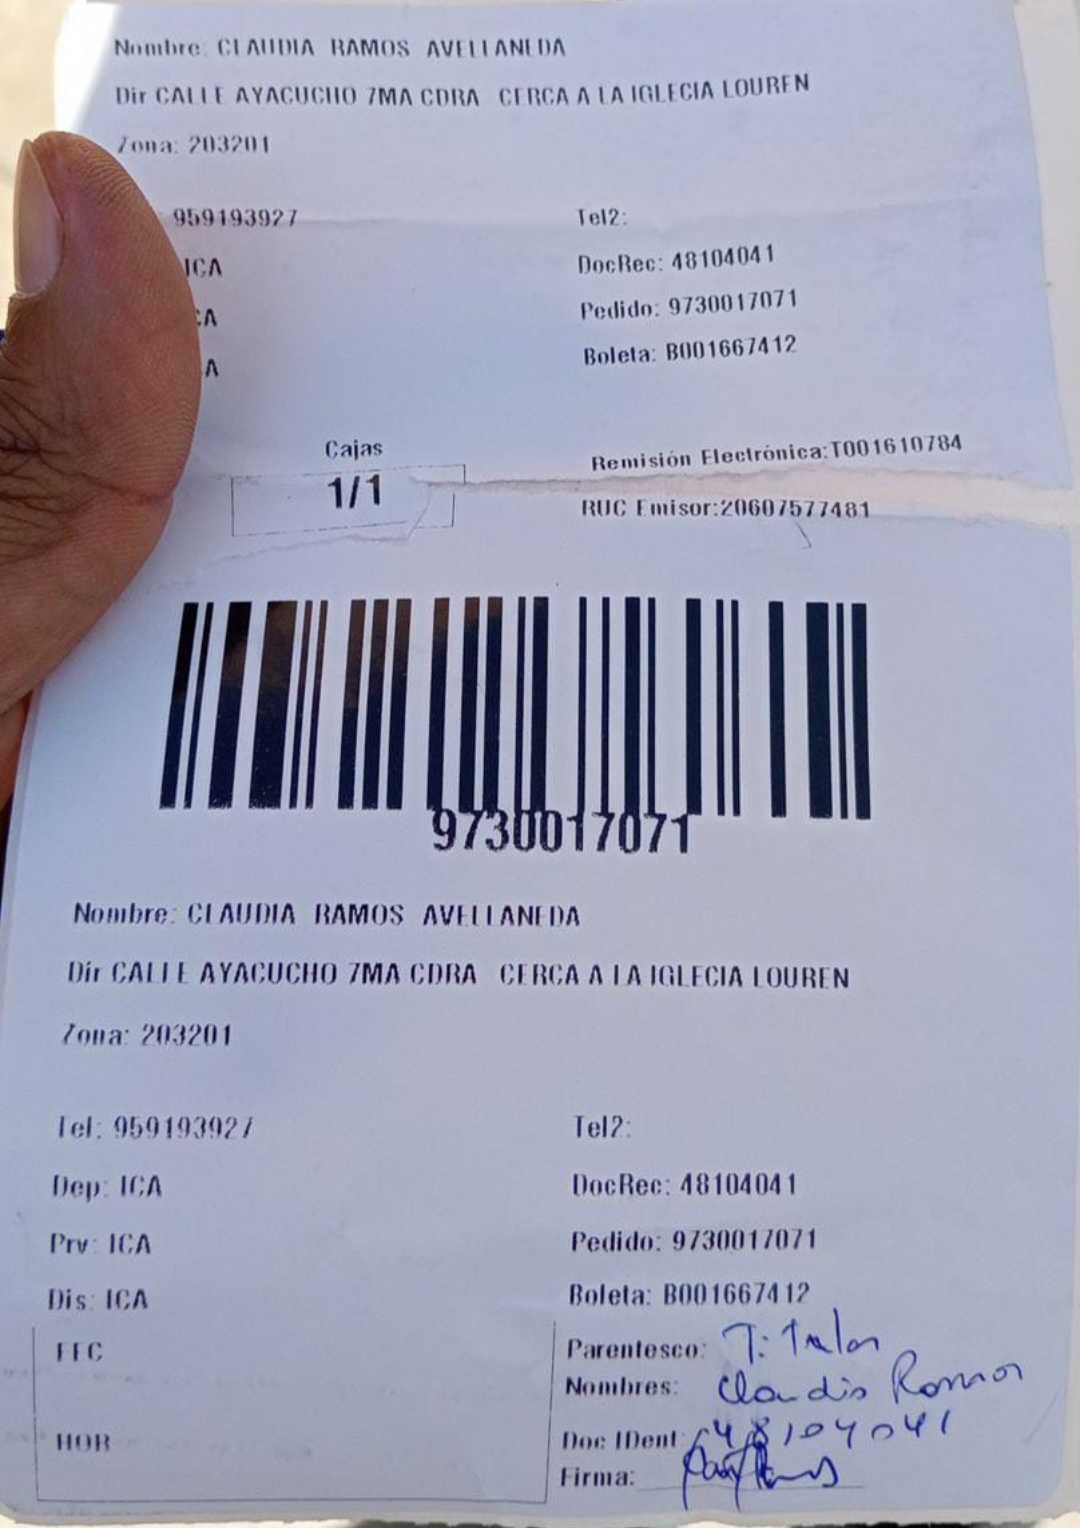 Nombre: CLAUDIA RAMOS AVELLANEDA
Dir CALLE AYACUCHO 7MA CDRA CERCA A LA IGLECIA LOUREN
Zona: 203201
959193927 Tel2:
ICA DocRec: 48104041
CA Pedido: 9730017071
A Boleta: B001667412
Cajas Remisión Electrónica:T001610784
1/1 RUC Emisor:20607577481
9730017071
Nombre: CLAUDIA RAMOS AVELLANEDA
Dir CALLE AYACUCHO 7MA CDRA CERCA A LA IGLECIA LOUREN
Zona: 203201
Tel: 959193927 Tel2:
Dep: ICA DocRec: 48104041
Prv: ICA Pedido: 9730017071
Dis: ICA Boleta: B001667412
FEC Parentesco: Titular
Nombres: Claudia Ramos
HOR Doc IDent: 48104041
Firma: